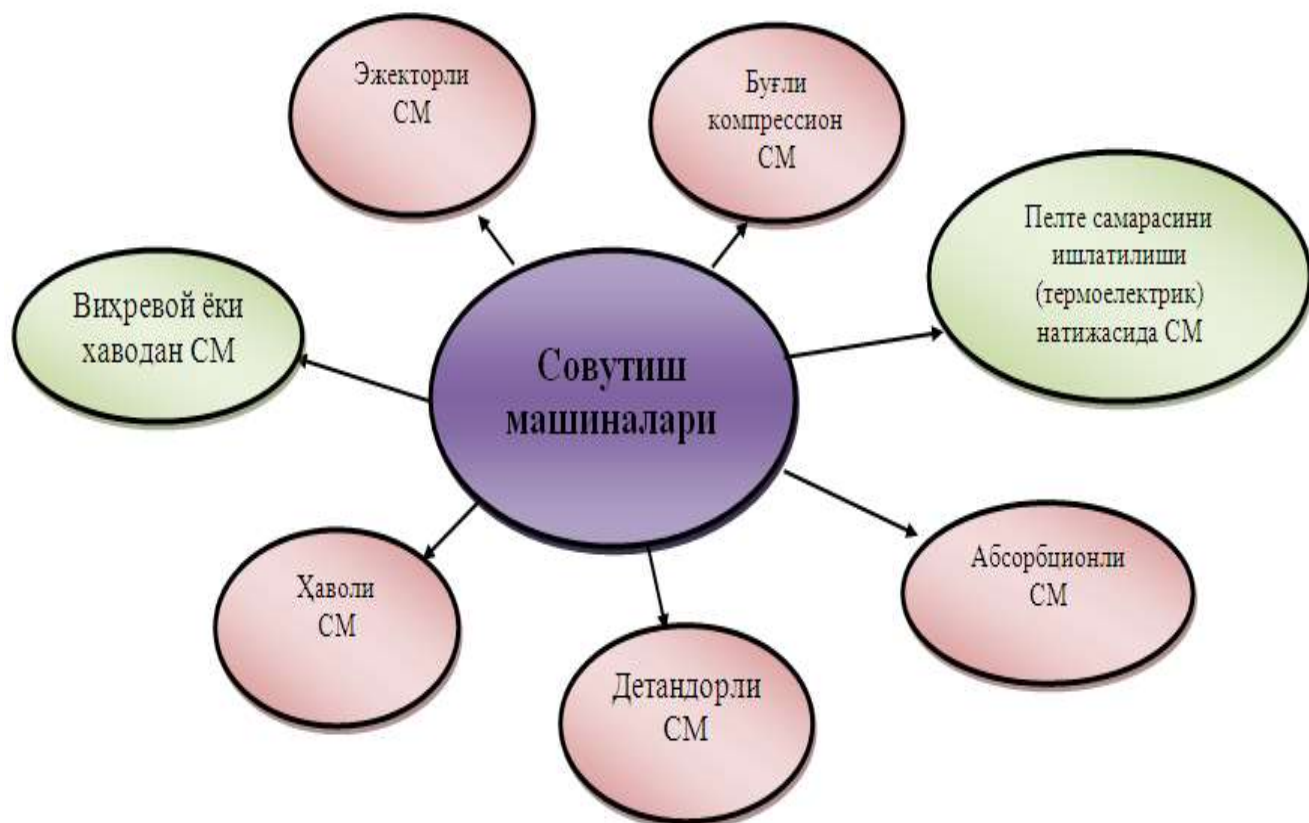 Эжекторли
СМ
Буғли
компрессион
СМ
Пелте самарасини
ишлатилиши
(термоелектрик)
натижасида СМ
Вихревой ёки
хаводан СМ
Совутиш
машиналари
Абсорбционли
СМ
Ҳаволи
СМ
Детандорли
СМ